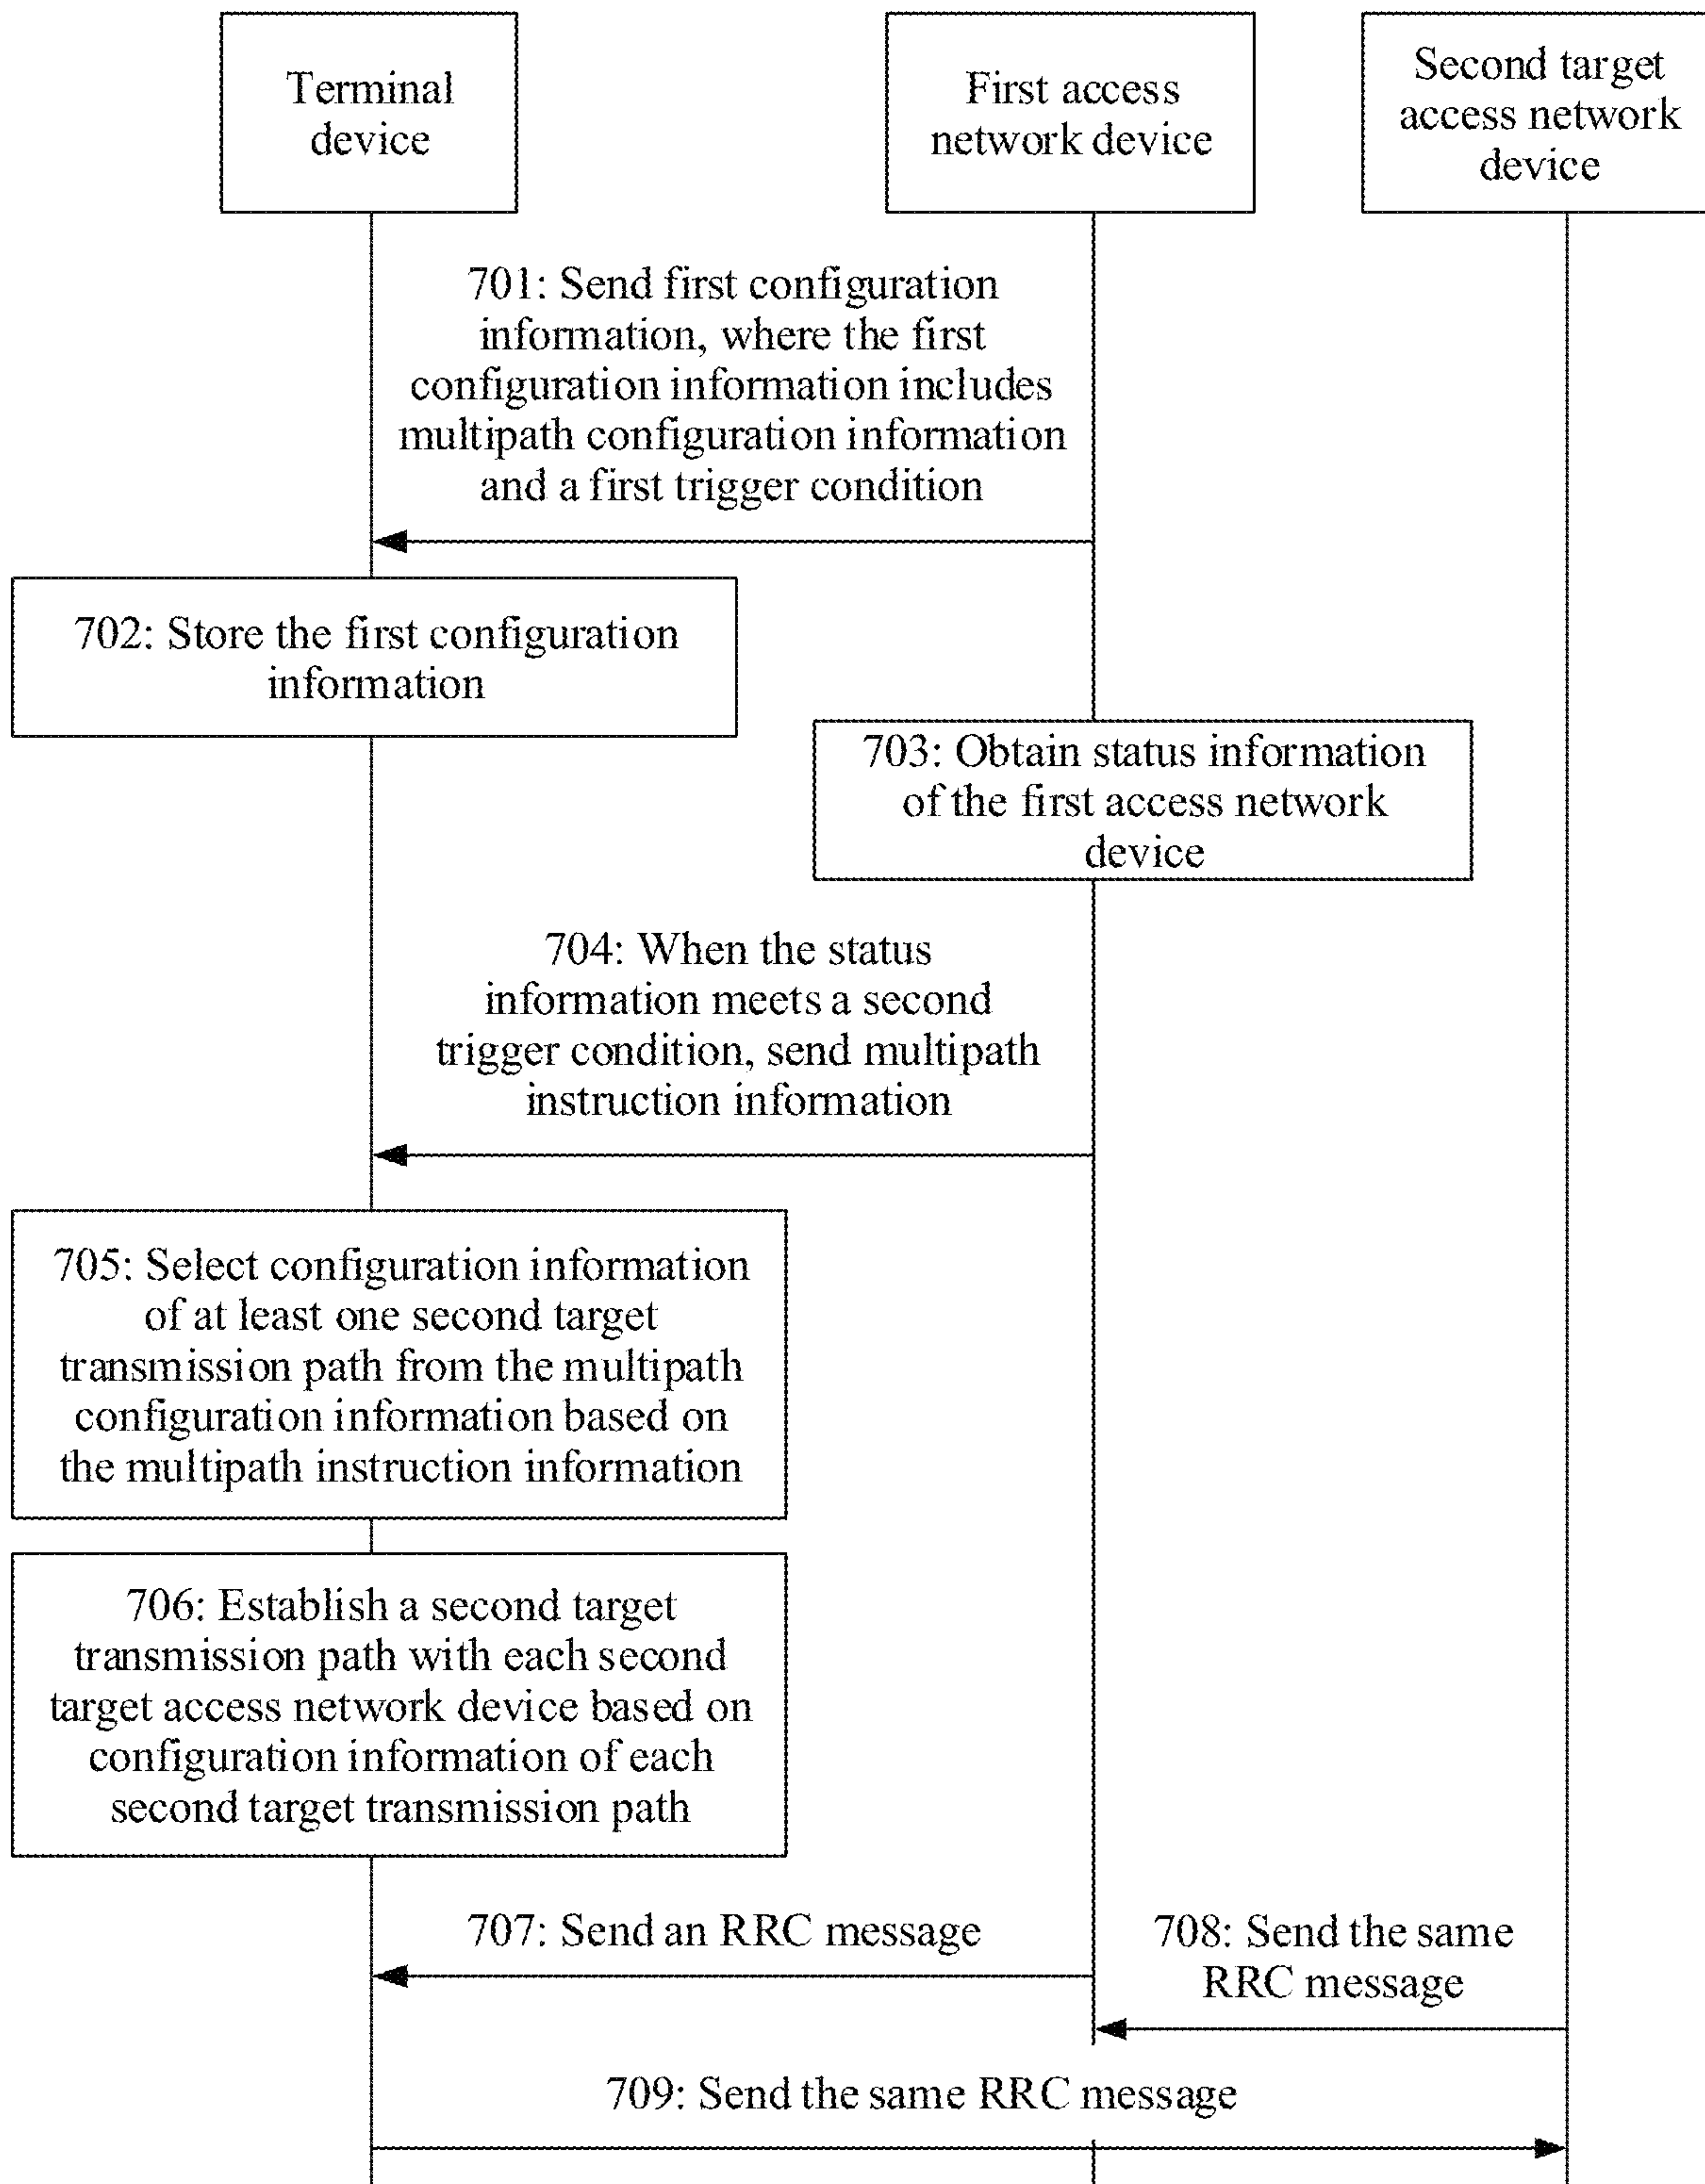 Terminal
device
First access
network device
Second target
access network
device
701: Send first configuration
information, where the first
configuration information includes
multipath configuration information
and a first trigger condition
702: Store the first configuration
information
703: Obtain status information
of the first access network
device
704: When the status
information meets a second
trigger condition, send multipath
instruction information
705: Select configuration information
of at least one second target
transmission path from the multipath
configuration information based on
the multipath instruction information
706: Establish a second target
transmission path with each second
target access network device based on
configuration information of each
second target transmission path
707: Send an RRC message
708: Send the same
RRC message
709: Send the same RRC message